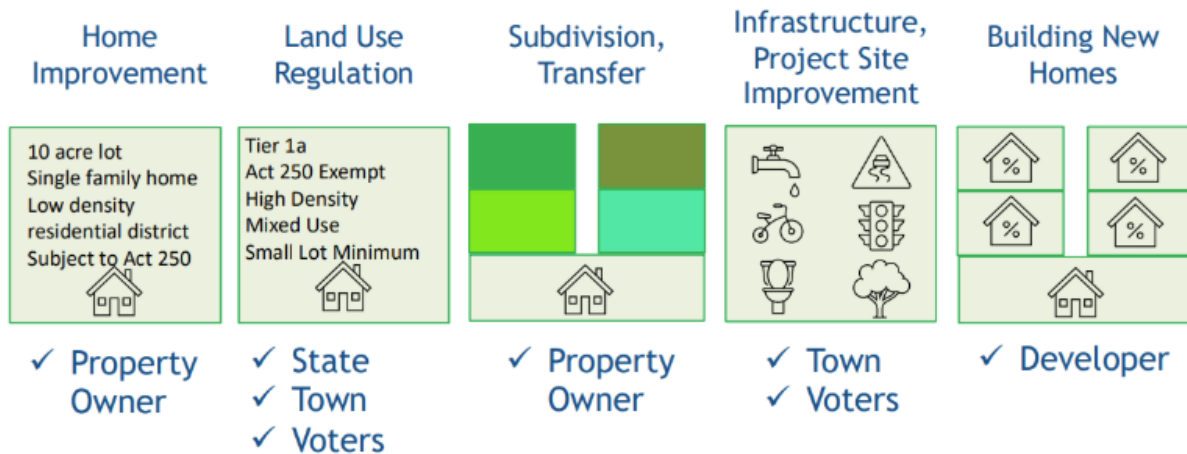 Home
Improvement
Land Use
Regulation
Subdivision,
Transfer
Infrastructure,
Project Site
Improvement
Building New
Homes
10 acre lot
Single family home
Low density
residential district
Subject to Act 250
Tier 1a
Act 250 Exempt
High Density
Mixed Use
Small Lot Minimum
%
%
%
%
✓ Property
Owner
✓ State
✓ Town
✓ Voters
✓ Property
Owner
✓ Town
✓ Voters
✓ Developer